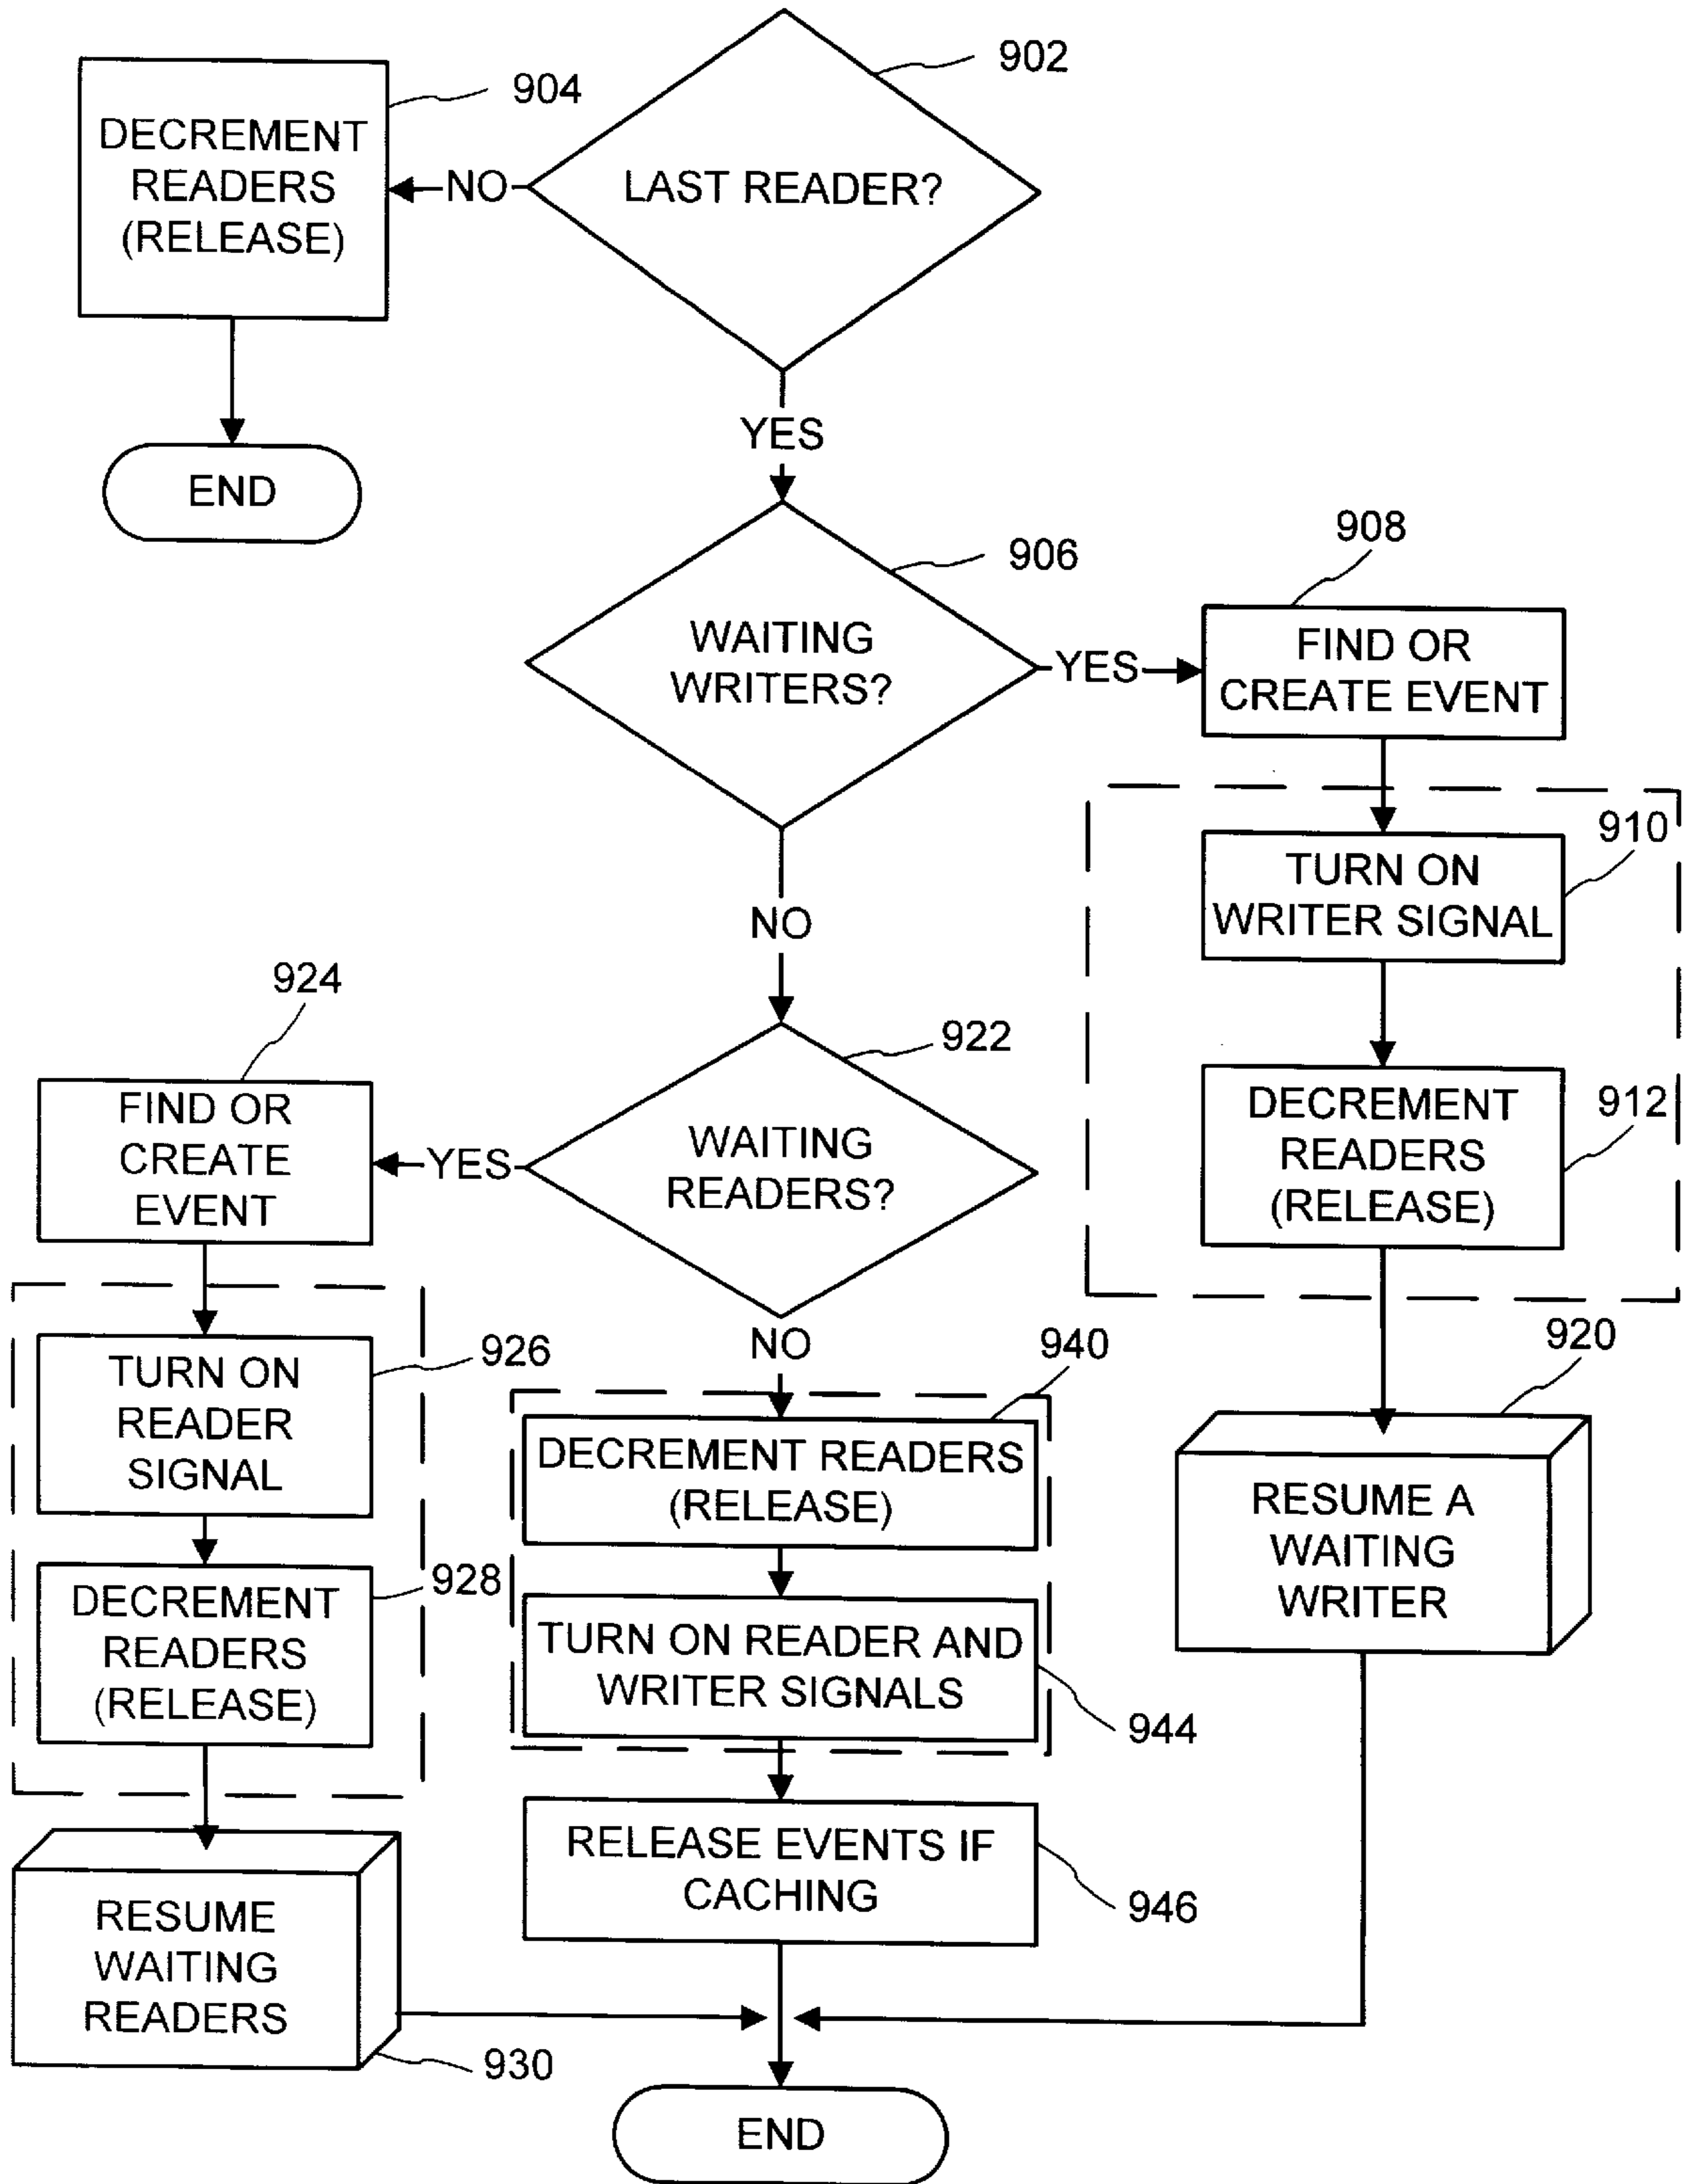 902
904
DECREMENT
READERS
(RELEASE)
NO
LAST READER?
YES
END
906
908
WAITING
WRITERS?
YES
FIND OR
CREATE EVENT
910
TURN ON
WRITER SIGNAL
NO
924
922
912
FIND OR
CREATE
EVENT
YES
WAITING
READERS?
DECREMENT
READERS
(RELEASE)
NO
940
920
926
TURN ON
READER
SIGNAL
DECREMENT READERS
(RELEASE)
RESUME A
WAITING
WRITER
928
DECREMENT
READERS
(RELEASE)
TURN ON READER AND
WRITER SIGNALS
944
RELEASE EVENTS IF
CACHING
946
RESUME
WAITING
READERS
930
END